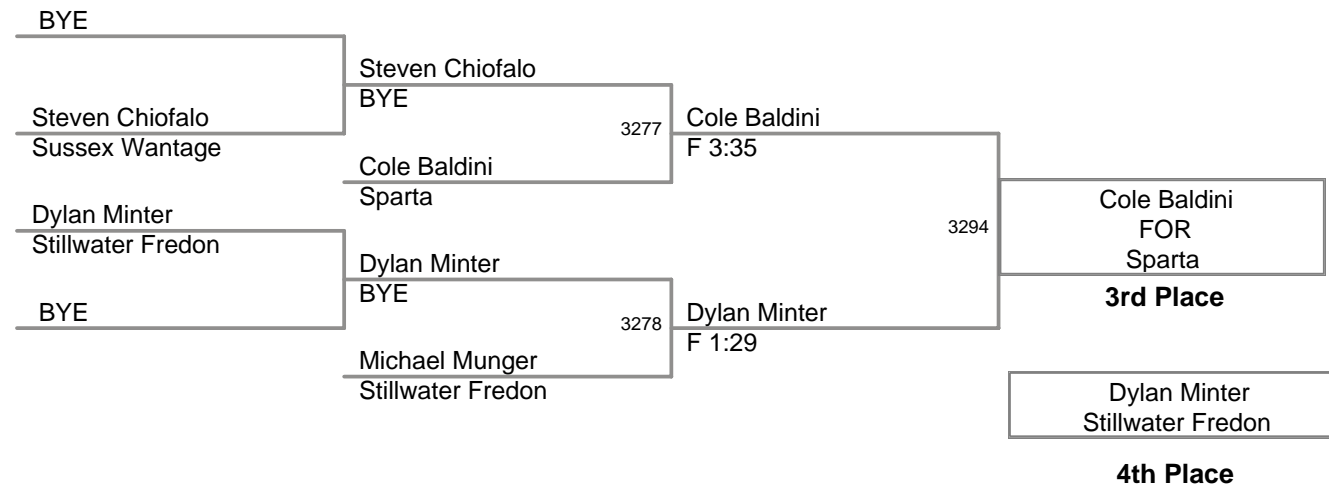 BYE
Steven Chiofalo
Sussex Wantage
Dylan Minter
Stillwater Fredon
BYE
Steven Chiofalo
BYE
Cole Baldini
Sparta
Dylan Minter
BYE
Michael Munger
Stillwater Fredon
3277
3278
Cole Baldini
F 3:35
Dylan Minter
F 1:29
3294
Cole Baldini
FOR
Sparta
3rd Place
Dylan Minter
Stillwater Fredon
4th Place